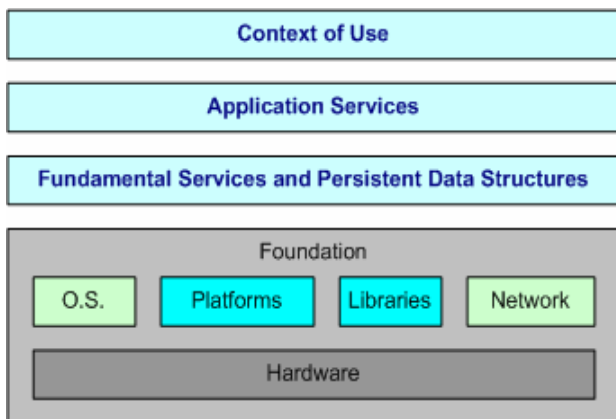 Context of Use
Application Services
Fundamental Services and Persistent Data Structures
Foundation
O.S.
Platforms
Libraries
Network
Hardware